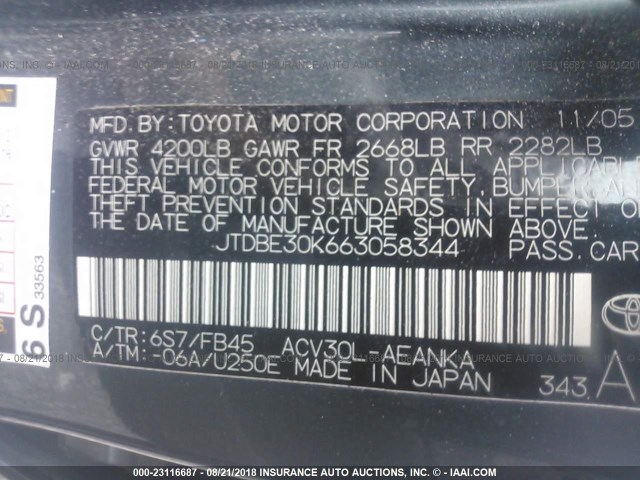 MFD.BY:TOYOTA MOTOR CORPORATION 11/05
GVWR 4200LB GAWR FR 2668LB RR 2282LB
THIS VEHICLE CONFORMS TO ALL APPLICAB
FEDERAL MOTOR VEHICLE SAFETY, BUMPER, AN
THEFT PREVENTION STANDARDS IN EFFECT O
THE DATE OF MANUFACTURE SHOWN ABOVE.
JTDBE30K663058344 PASS.CAR
C/TR:6S7/FB45 ACV30L-AEANKA
A/TM:-06A/U250E MADE IN JAPAN 343 A
6 S 33563
000-23116687 - 08/21/2018 INSURANCE AUTO AUCTIONS, INC. (C) - IAAI.COM